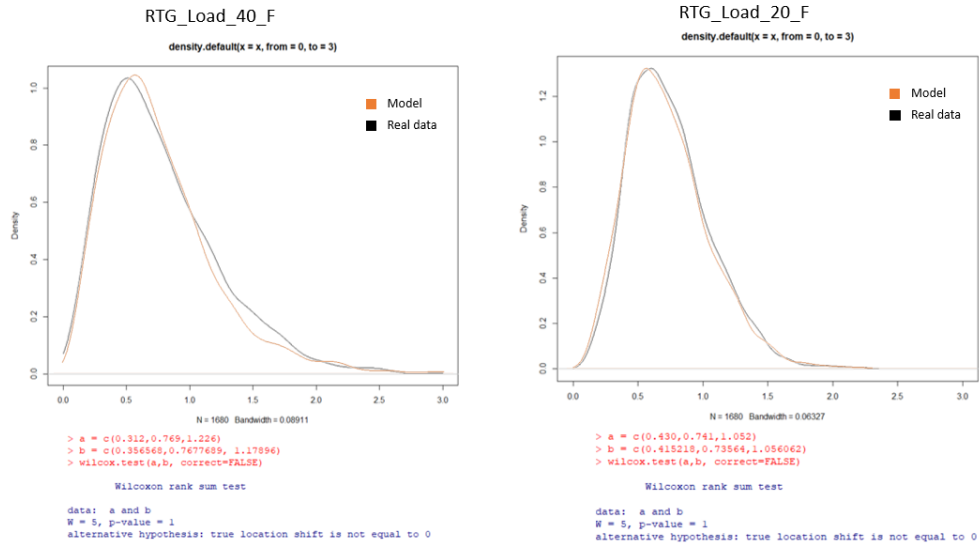 RTG_Load_40_F
density.default(x = x, from = 0, to = 3)
Model
Real data
Density
0.0
0.2
0.4
0.6
0.8
1.0
0.0 0.5 1.0 1.5 2.0 2.5 3.0
N = 1680 Bandwidth = 0.08911
> a = c(0.312,0.769,1.226)
> b = c(0.356568,0.7677689, 1.17896)
> wilcox.test(a,b, correct=FALSE)
Wilcoxon rank sum test
data: a and b
W = 5, p-value = 1
alternative hypothesis: true location shift is not equal to 0
RTG_Load_20_F
density.default(x = x, from = 0, to = 3)
Model
Real data
Density
0.0
0.2
0.4
0.6
0.8
1.0
1.2
0.0 0.5 1.0 1.5 2.0 2.5 3.0
N = 1680 Bandwidth = 0.06327
> a = c(0.430,0.741,1.052)
> b = c(0.415218,0.73564,1.056062)
> wilcox.test(a,b, correct=FALSE)
Wilcoxon rank sum test
data: a and b
W = 5, p-value = 1
alternative hypothesis: true location shift is not equal to 0